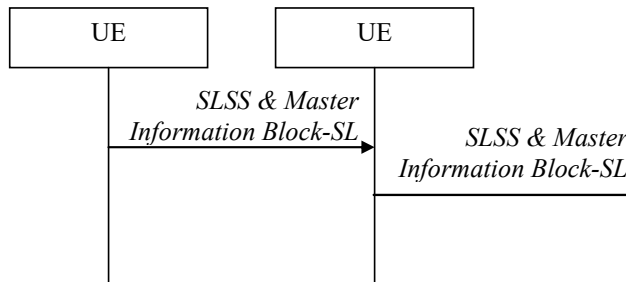 UE
UE
SLSS & Master
Information Block-SL
SLSS & Master
Information Block-SL